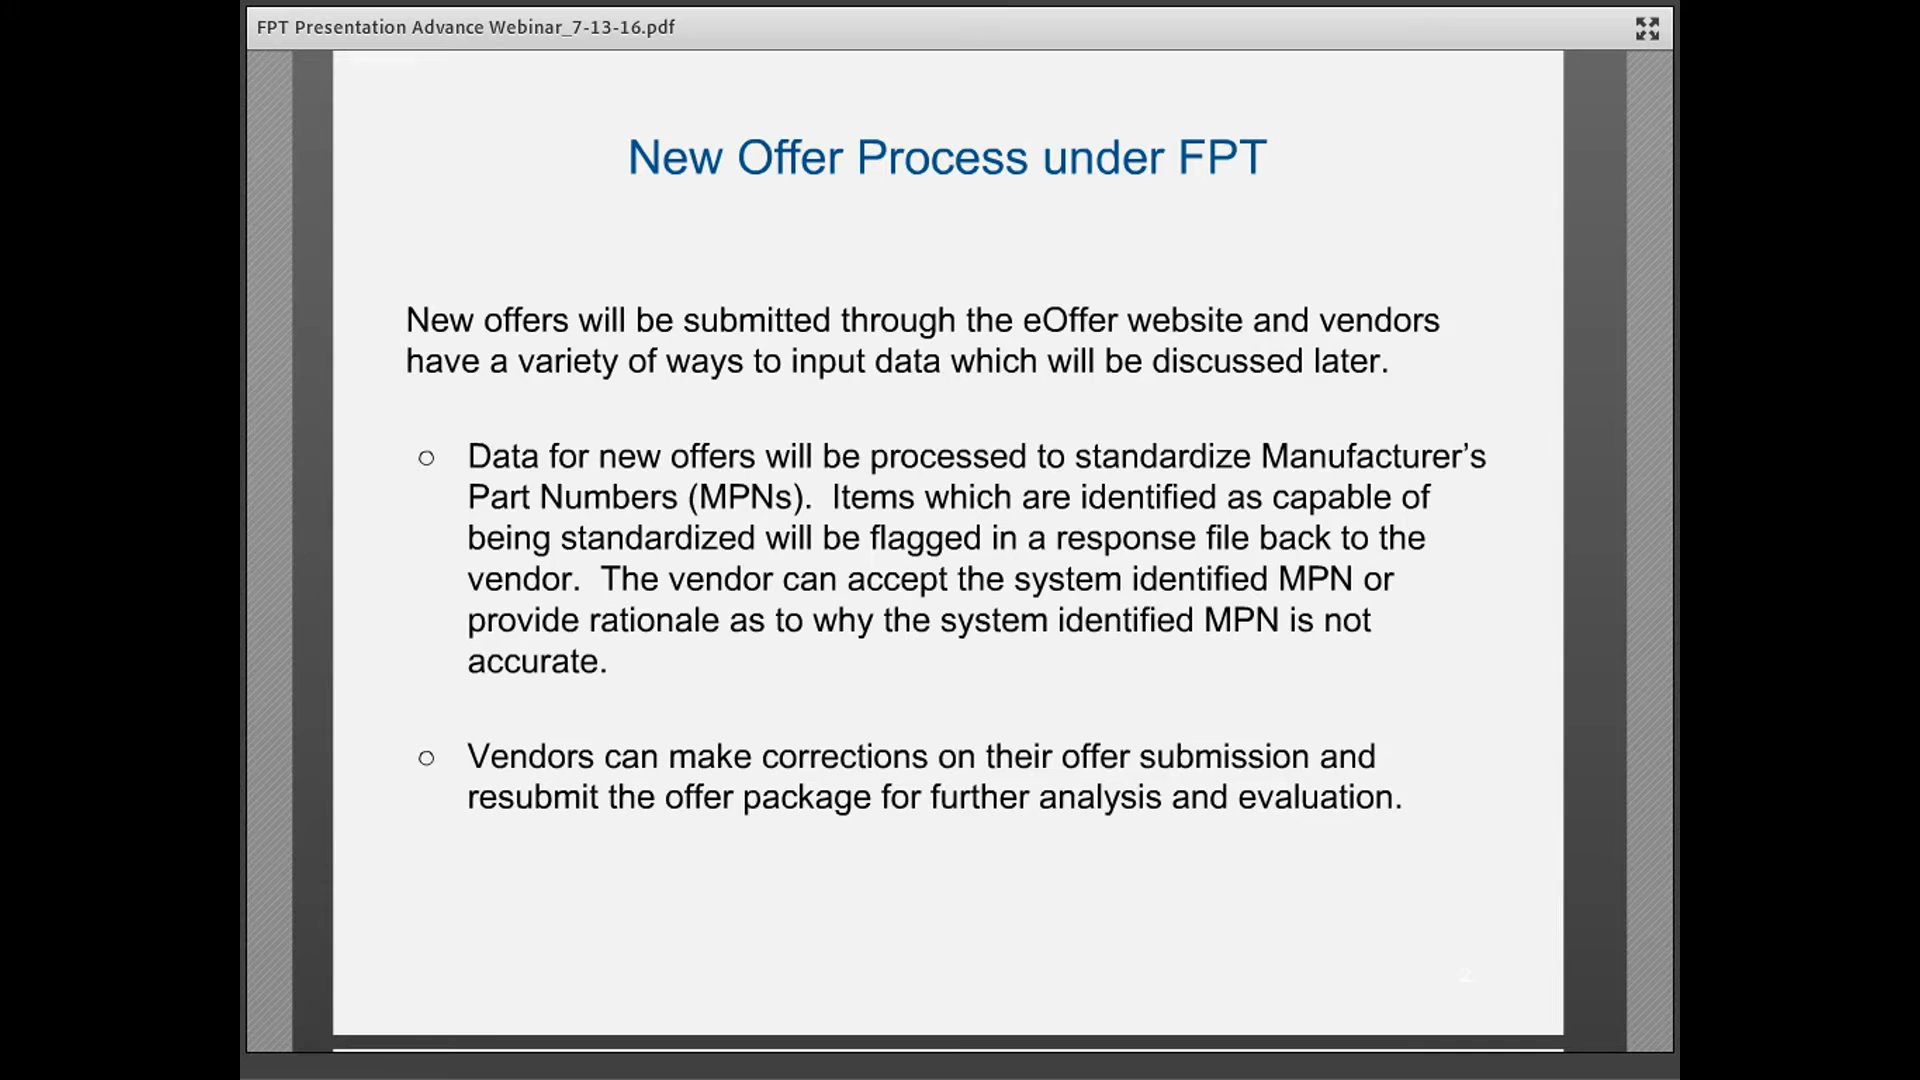 FPT Presentation Advance Webinar_7-13-16.pdf
New Offer Process under FPT
New offers will be submitted through the eOffer website and vendors
have a variety of ways to input data which will be discussed later.
○ Data for new offers will be processed to standardize Manufacturer’s
Part Numbers (MPNs).  Items which are identified as capable of
being standardized will be flagged in a response file back to the
vendor.  The vendor can accept the system identified MPN or
provide rationale as to why the system identified MPN is not
accurate.
○ Vendors can make corrections on their offer submission and
resubmit the offer package for further analysis and evaluation.
2